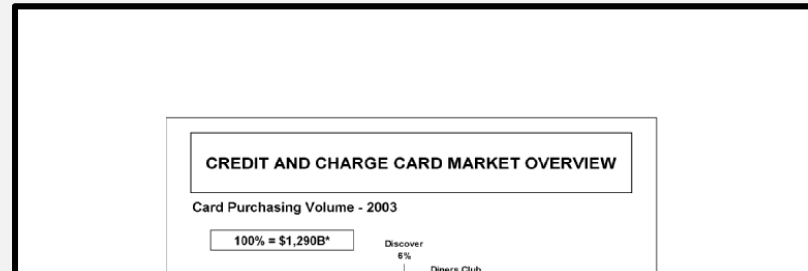 CREDIT AND CHARGE CARD MARKET OVERVIEW
Card Purchasing Volume - 2003
100% = $1,290B*
Discover
6%
Diners Club